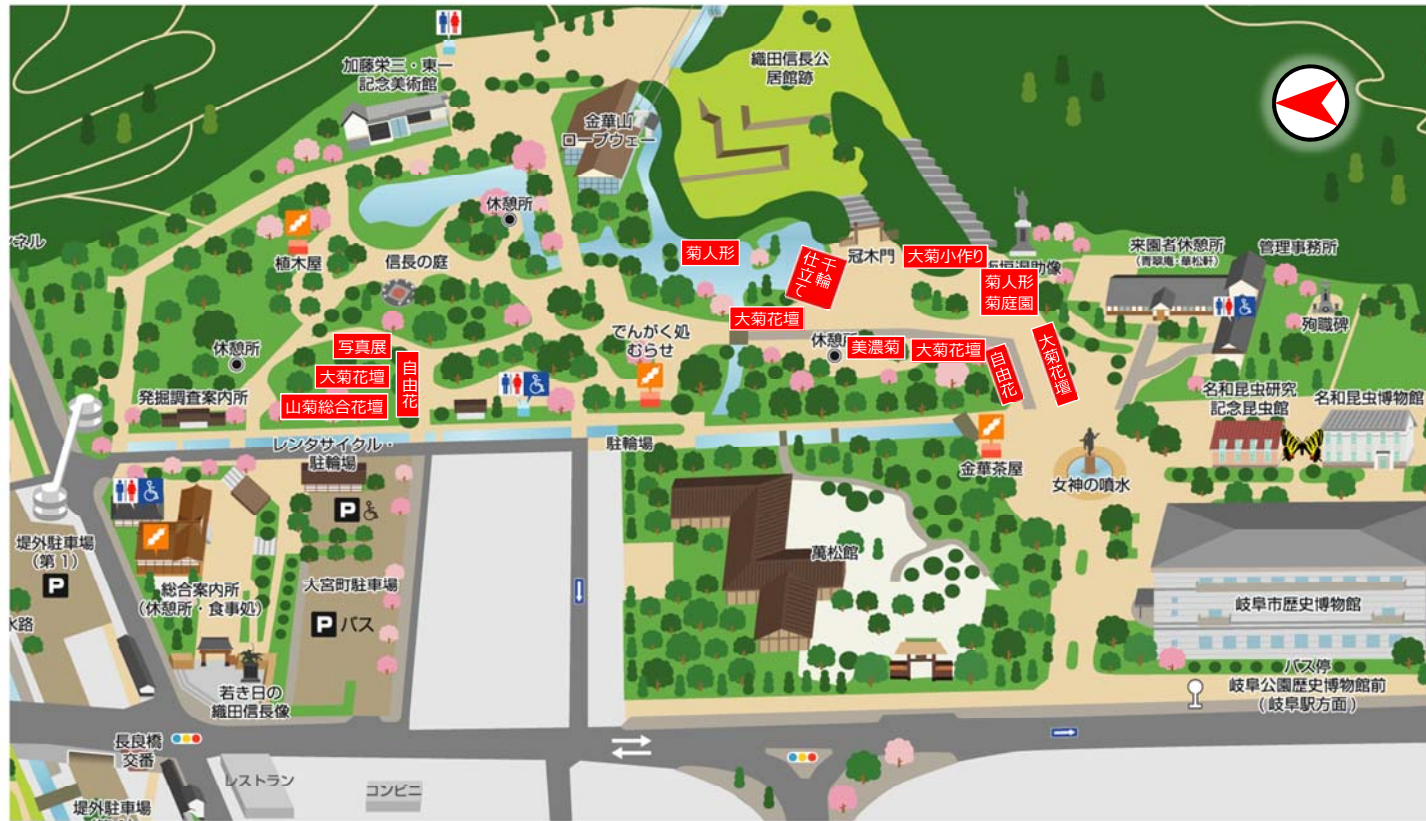 加藤栄三・東一
記念美術館
織田信長公
居館跡
金華山
ロープウェー
休憩所
植木屋
信長の庭
菊人形
千輪
仕立て
冠木門
大菊小作り
板垣退助像
菊人形
菊庭園
来園者休憩所
(青翠庵・華松軒)
管理事務所
殉職碑
ンネル
大菊花壇
でんがく処
むらせ
休憩所
美濃菊
大菊花壇
自由花
大菊花壇
休憩所
写真展
大菊花壇
自由花
山菊総合花壇
発掘調査案内所
名和昆虫研究
記念昆虫館
名和昆虫博物館
レンタサイクル・
駐輪場
駐輪場
金華茶屋
女神の噴水
堤外駐車場
(第1)
P
P
総合案内所
(休憩所・食事処)
大宮町駐車場
P バス
萬松館
岐阜市歴史博物館
水路
若き日の
織田信長像
バス停
岐阜公園歴史博物館前
(岐阜駅方面)
長良橋
交番
レストラン
コンビニ
堤外駐車場